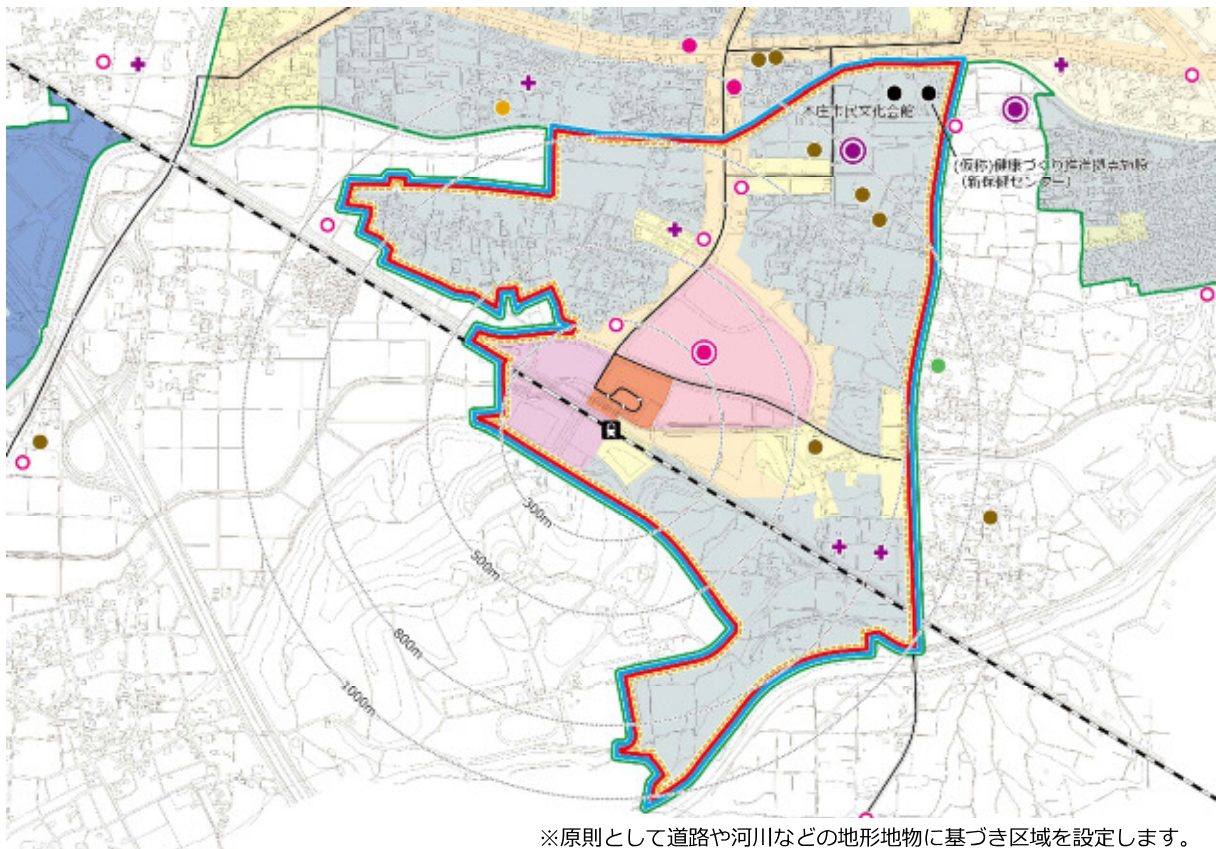 本庄市民文化会館
(仮称)健康づくり推進拠点施設
(新保健センター)
300m
500m
800m
1000m
※原則として道路や河川などの地形地物に基づき区域を設定します。